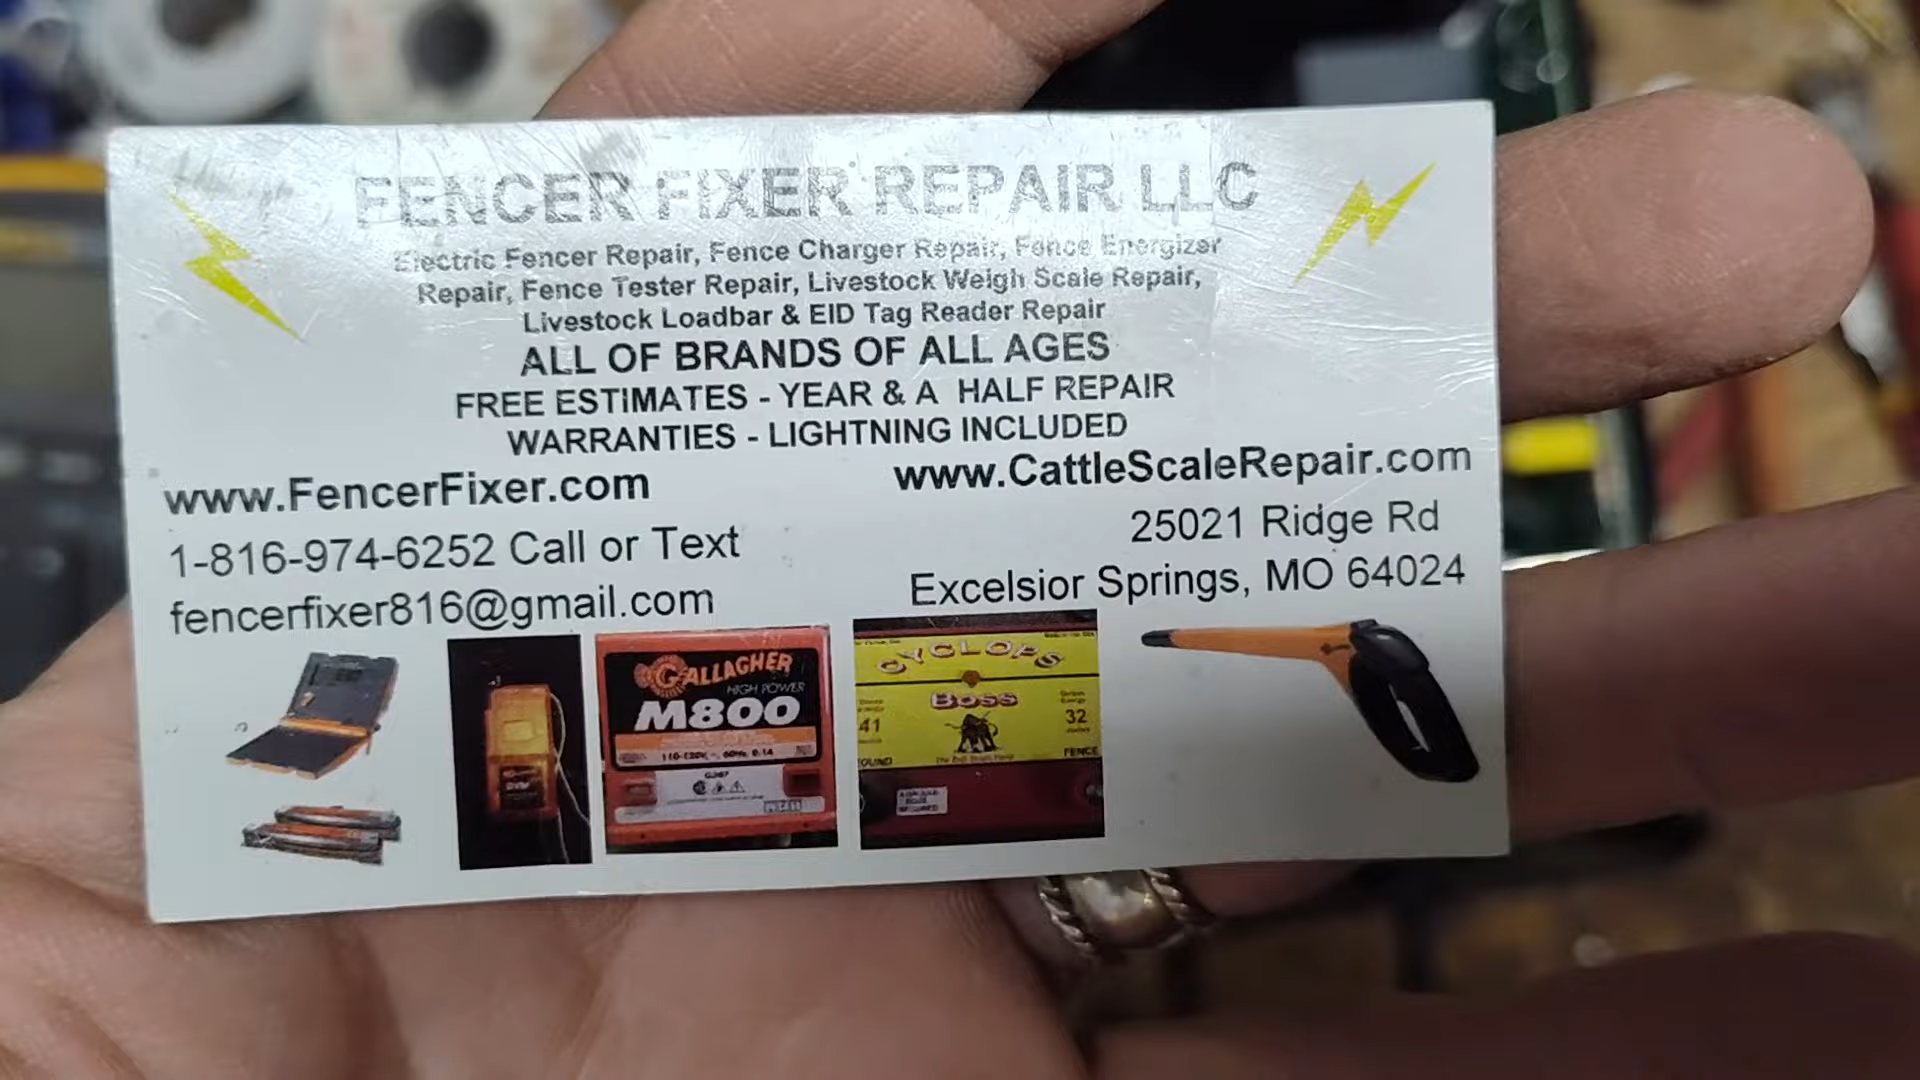 FENCER FIXER REPAIR LLC
Electric Fencer Repair, Fence Charger Repair, Fence Energizer
Repair, Fence Tester Repair, Livestock Weigh Scale Repair,
Livestock Loadbar & EID Tag Reader Repair
ALL OF BRANDS OF ALL AGES
FREE ESTIMATES - YEAR & A HALF REPAIR
WARRANTIES - LIGHTNING INCLUDED
www.FencerFixer.com
www.CattleScaleRepair.com
1-816-974-6252 Call or Text
25021 Ridge Rd
fencerfixer816@gmail.com
Excelsior Springs, MO 64024
GALLAGHER
HIGH POWER
M800
CYCLOPS
BOSS
41
32
FENCE